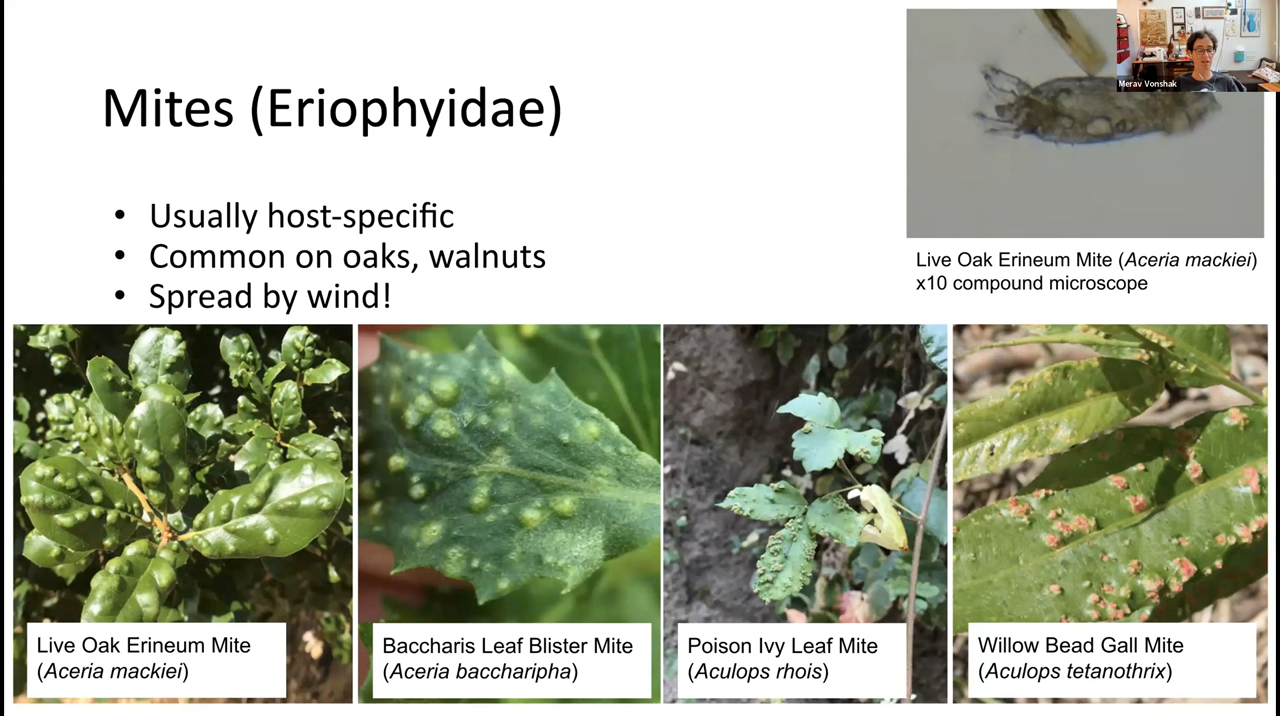 Merav Vonshak
Mites (Eriophyidae)
• Usually host-specific
• Common on oaks, walnuts
• Spread by wind!
Live Oak Erineum Mite (Aceria mackiei)
x10 compound microscope
Live Oak Erineum Mite
(Aceria mackiei)
Baccharis Leaf Blister Mite
(Aceria baccharipha)
Poison Ivy Leaf Mite
(Aculops rhois)
Willow Bead Gall Mite
(Aculops tetanothrix)